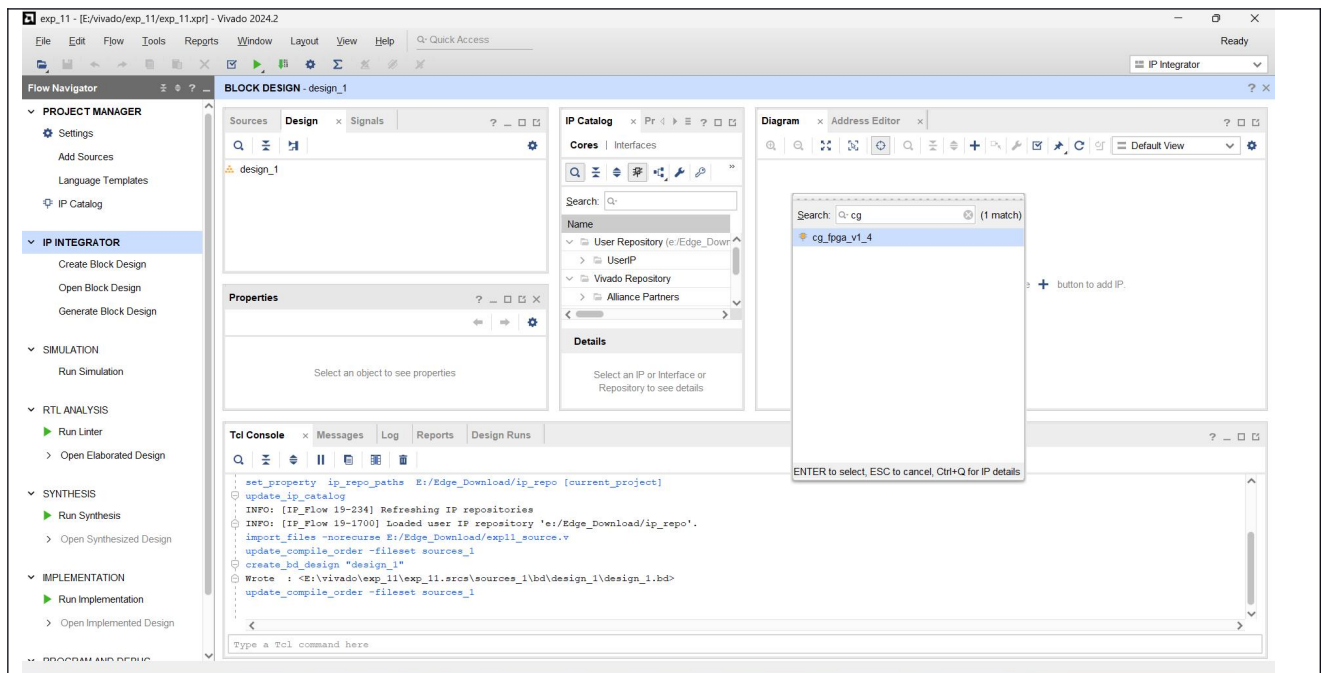 exp_11 - [E:/vivado/exp_11/exp_11.xpr] - Vivado 2024.2
File Edit Flow Tools Reports Window Layout View Help Quick Access Ready
IP Integrator
Flow Navigator ? _
BLOCK DESIGN - design_1 ? ×
PROJECT MANAGER
Settings
Add Sources
Language Templates
IP Catalog
IP INTEGRATOR
Create Block Design
Open Block Design
Generate Block Design
SIMULATION
Run Simulation
RTL ANALYSIS
Run Linter
Open Elaborated Design
SYNTHESIS
Run Synthesis
Open Synthesized Design
IMPLEMENTATION
Run Implementation
Open Implemented Design
Sources Design × Signals
design_1
Properties
Select an object to see properties
IP Catalog × Pr
Cores | Interfaces
Search:
Name
User Repository (e:/Edge_Down
UserIP
Vivado Repository
Alliance Partners
Details
Select an IP or Interface or
Repository to see details
Diagram × Address Editor ×
Default View
Search: cg (1 match)
cg_fpga_v1_4
button to add IP.
ENTER to select, ESC to cancel, Ctrl+Q for IP details
Tcl Console × Messages Log Reports Design Runs
set_property ip_repo_paths E:/Edge_Download/ip_repo [current_project]
update_ip_catalog
INFO: [IP_Flow 19-234] Refreshing IP repositories
INFO: [IP_Flow 19-1700] Loaded user IP repository 'e:/Edge_Download/ip_repo'.
import_files -norecurse E:/Edge_Download/exp11_source.v
update_compile_order -fileset sources_1
create_bd_design "design_1"
Wrote : <E:\vivado\exp_11\exp_11.srcs\sources_1\bd\design_1\design_1.bd>
update_compile_order -fileset sources_1
Type a Tcl command here